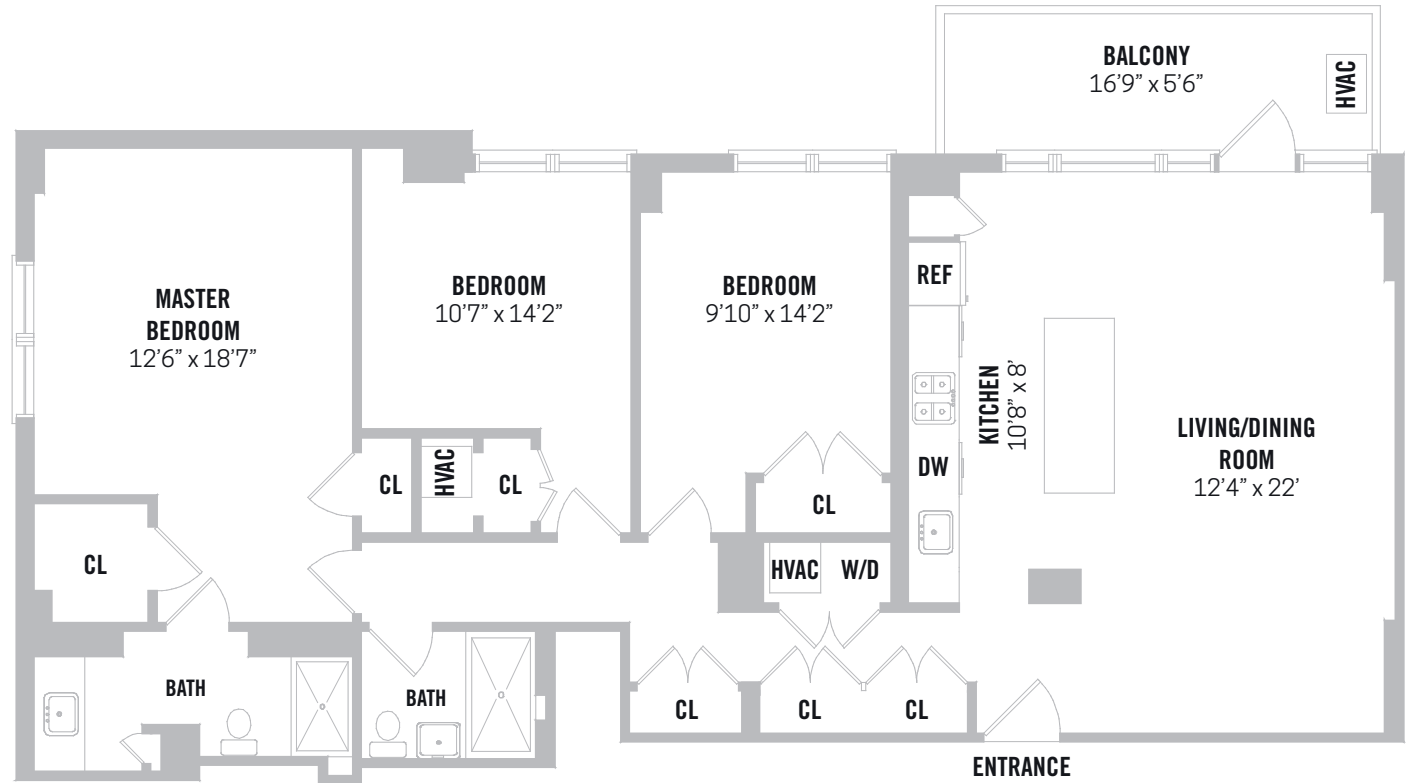 BALCONY
16’9” x 5’6”
HVAC
MASTER
BEDROOM
12’6” x 18’7”
BEDROOM
10’7” x 14’2”
BEDROOM
9’10” x 14’2”
REF
KITCHEN
10’8” x 8’
DW
LIVING/DINING
ROOM
12’4” x 22’
CL
HVAC
CL
CL
CL
HVAC
W/D
BATH
BATH
CL
CL
CL
ENTRANCE